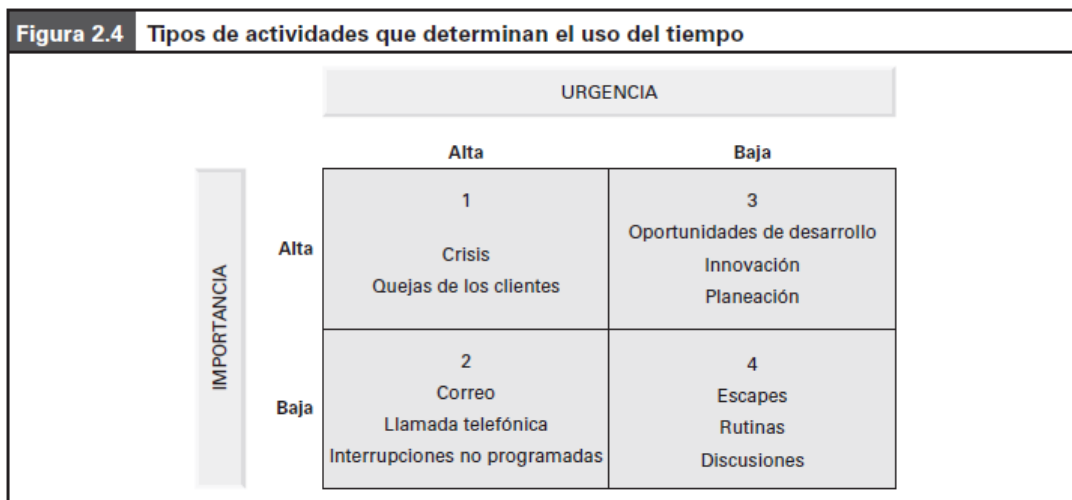 Figura 2.4 Tipos de actividades que determinan el uso del tiempo
URGENCIA
Alta Baja
IMPORTANCIA
Alta
1
Crisis
Quejas de los clientes
3
Oportunidades de desarrollo
Innovación
Planeación
Baja
2
Correo
Llamada telefónica
Interrupciones no programadas
4
Escapes
Rutinas
Discusiones